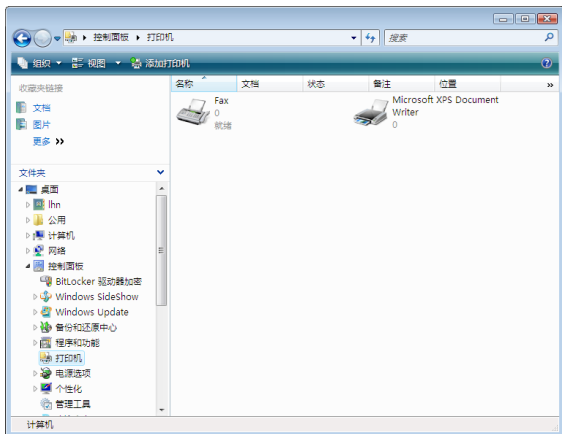 控制面板 ▸ 打印机
搜索
组织 视图 添加打印机
收藏夹链接
文档
图片
更多 »
文件夹
桌面
lhn
公用
计算机
网络
控制面板
BitLocker 驱动器加密
Windows SideShow
Windows Update
备份和还原中心
程序和功能
打印机
电源选项
个性化
管理工具
名称 文档 状态 备注 位置 »
Fax
0
就绪
Microsoft XPS Document
Writer
0
计算机